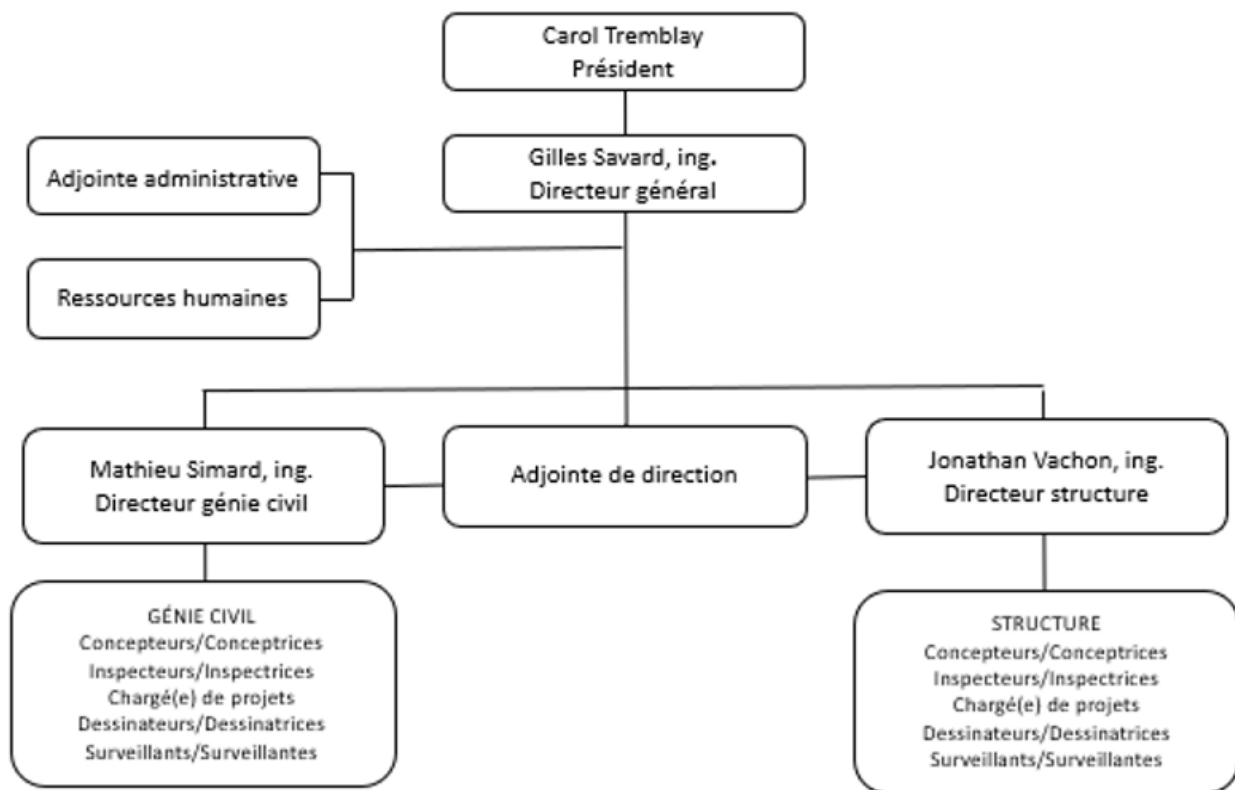 Carol Tremblay
Président
Gilles Savard, ing.
Directeur général
Adjointe administrative
Ressources humaines
Mathieu Simard, ing.
Directeur génie civil
Adjointe de direction
Jonathan Vachon, ing.
Directeur structure
GÉNIE CIVIL
Concepteurs/Conceptrices
Inspecteurs/Inspectrices
Chargé(e) de projets
Dessinateurs/Dessinatrices
Surveillants/Surveillantes
STRUCTURE
Concepteurs/Conceptrices
Inspecteurs/Inspectrices
Chargé(e) de projets
Dessinateurs/Dessinatrices
Surveillants/Surveillantes